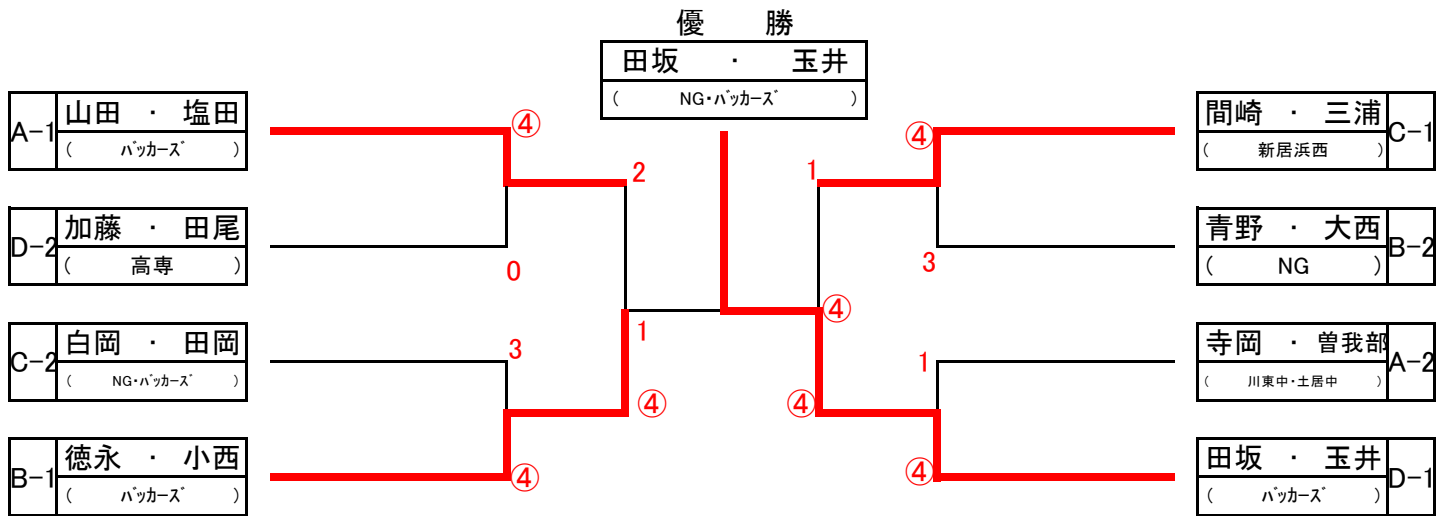 優 勝
田坂 ・ 玉井
( NG・バッカーズ )
A-1 山田 ・ 塩田
( バッカーズ )
D-2 加藤 ・ 田尾
( 高専 )
C-2 白岡 ・ 田岡
( NG・バッカーズ )
B-1 徳永 ・ 小西
( バッカーズ )
④
2
0
3
1
④
④
④
1
3
④
1
④
④
間崎 ・ 三浦 C-1
( 新居浜西 )
青野 ・ 大西 B-2
( NG )
寺岡 ・ 曽我部 A-2
( 川東中・土居中 )
田坂 ・ 玉井 D-1
( バッカーズ )